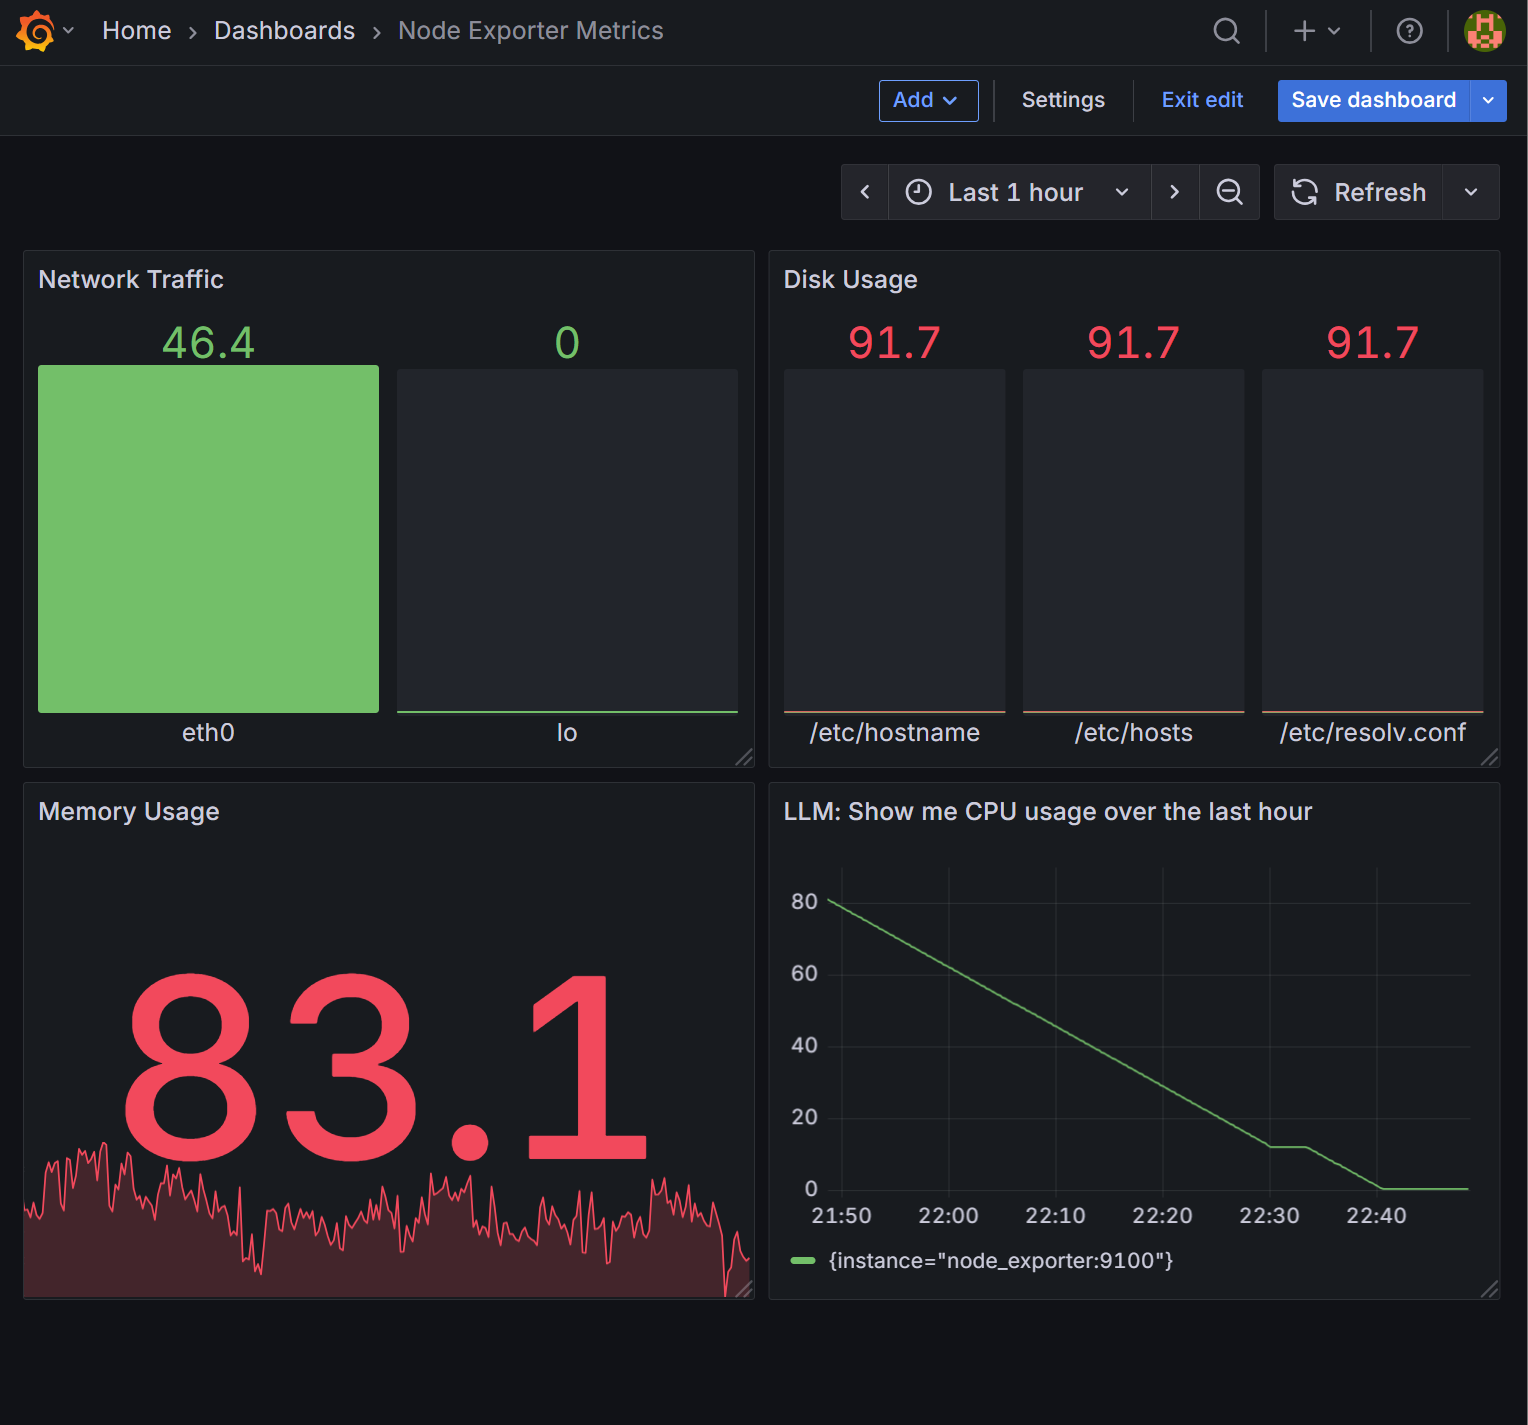 Home › Dashboards › Node Exporter Metrics
Add Settings Exit edit Save dashboard
Last 1 hour Refresh
Network Traffic
46.4 0
eth0 lo
Disk Usage
91.7 91.7 91.7
/etc/hostname /etc/hosts /etc/resolv.conf
Memory Usage
83.1
LLM: Show me CPU usage over the last hour
80
60
40
20
0
21:50 22:00 22:10 22:20 22:30 22:40
{instance="node_exporter:9100"}